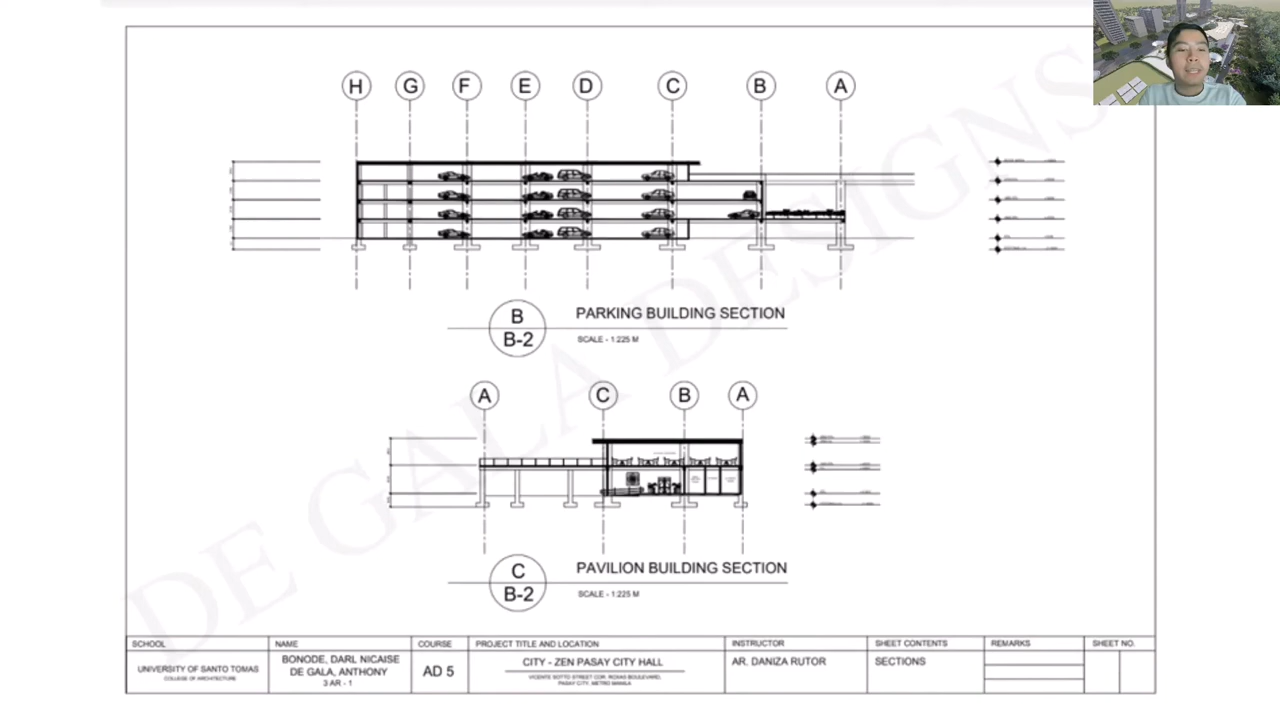 H G F E D C B A
B
B-2
PARKING BUILDING SECTION
SCALE - 1:225 M
A C B A
C
B-2
PAVILION BUILDING SECTION
SCALE - 1:225 M
DE GALA DESIGNS
SCHOOL
UNIVERSITY OF SANTO TOMAS
COLLEGE OF ARCHITECTURE
NAME
BONODE, DARL NICAISE
DE GALA, ANTHONY
3 AR - 1
COURSE
AD 5
PROJECT TITLE AND LOCATION
CITY - ZEN PASAY CITY HALL
VICENTE SOTTO STREET COR. ROXAS BOULEVARD,
PASAY CITY, METRO MANILA
INSTRUCTOR
AR. DANIZA RUTOR
SHEET CONTENTS
SECTIONS
REMARKS
SHEET NO.